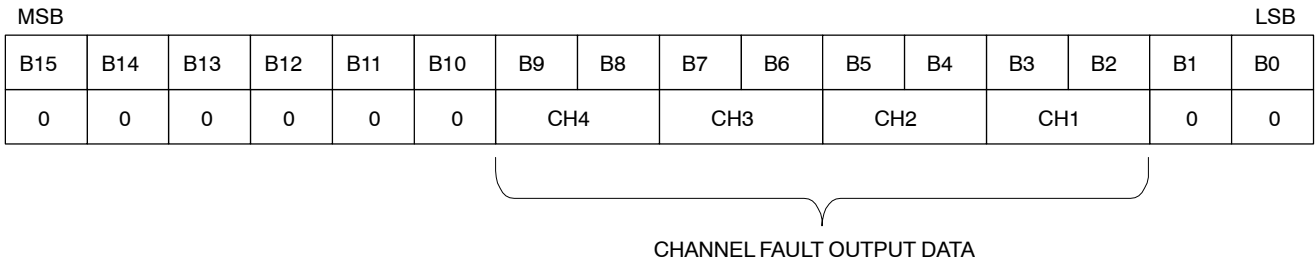 MSB LSB
B15 B14 B13 B12 B11 B10 B9 B8 B7 B6 B5 B4 B3 B2 B1 B0
0 0 0 0 0 0 CH4 CH3 CH2 CH1 0 0
CHANNEL FAULT OUTPUT DATA